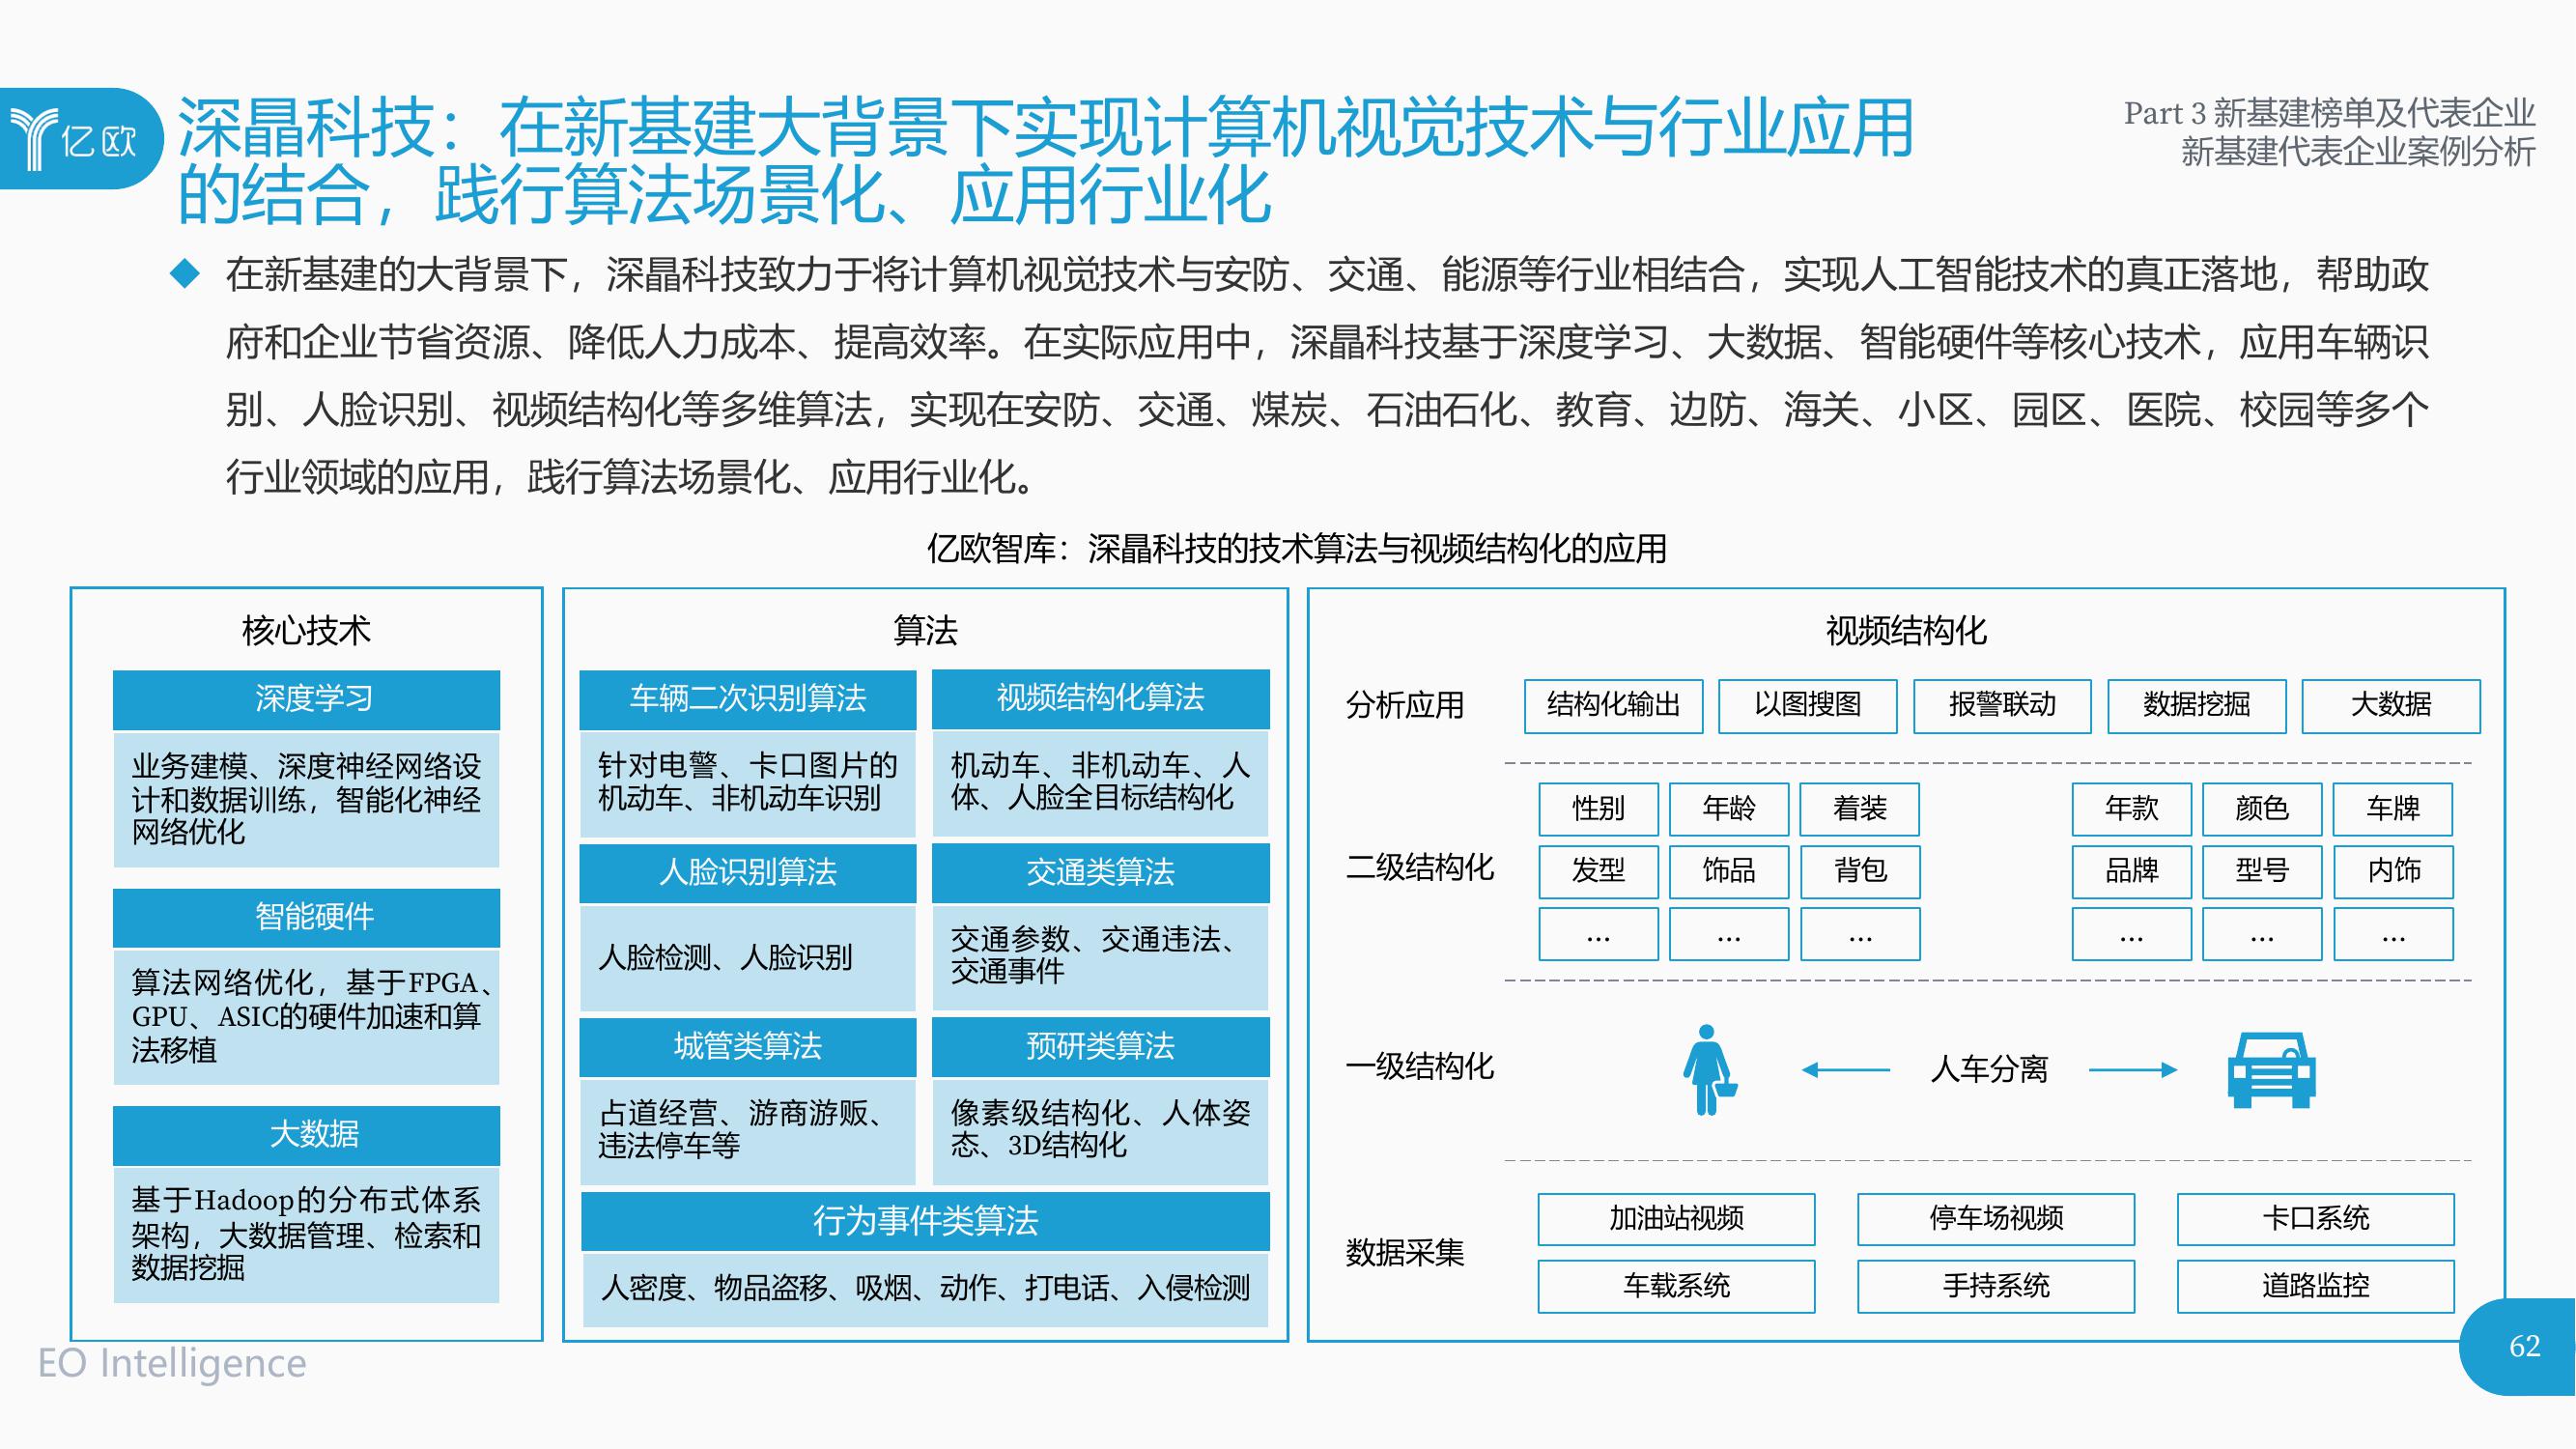 亿欧
深晶科技：在新基建大背景下实现计算机视觉技术与行业应用
的结合，践行算法场景化、应用行业化
Part 3 新基建榜单及代表企业
新基建代表企业案例分析
◆ 在新基建的大背景下，深晶科技致力于将计算机视觉技术与安防、交通、能源等行业相结合，实现人工智能技术的真正落地，帮助政
府和企业节省资源、降低人力成本、提高效率。在实际应用中，深晶科技基于深度学习、大数据、智能硬件等核心技术，应用车辆识
别、人脸识别、视频结构化等多维算法，实现在安防、交通、煤炭、石油石化、教育、边防、海关、小区、园区、医院、校园等多个
行业领域的应用，践行算法场景化、应用行业化。
亿欧智库：深晶科技的技术算法与视频结构化的应用
核心技术
深度学习
业务建模、深度神经网络设
计和数据训练，智能化神经
网络优化
智能硬件
算法网络优化，基于FPGA、
GPU、ASIC的硬件加速和算
法移植
大数据
基于Hadoop的分布式体系
架构，大数据管理、检索和
数据挖掘
算法
车辆二次识别算法
针对电警、卡口图片的
机动车、非机动车识别
视频结构化算法
机动车、非机动车、人
体、人脸全目标结构化
人脸识别算法
人脸检测、人脸识别
交通类算法
交通参数、交通违法、
交通事件
城管类算法
占道经营、游商游贩、
违法停车等
预研类算法
像素级结构化、人体姿
态、3D结构化
行为事件类算法
人密度、物品盗移、吸烟、动作、打电话、入侵检测
视频结构化
分析应用 结构化输出 以图搜图 报警联动 数据挖掘 大数据
二级结构化
性别 年龄 着装 年款 颜色 车牌
发型 饰品 背包 品牌 型号 内饰
... ... ... ... ... ...
一级结构化 人车分离
数据采集
加油站视频 停车场视频 卡口系统
车载系统 手持系统 道路监控
EO Intelligence
62